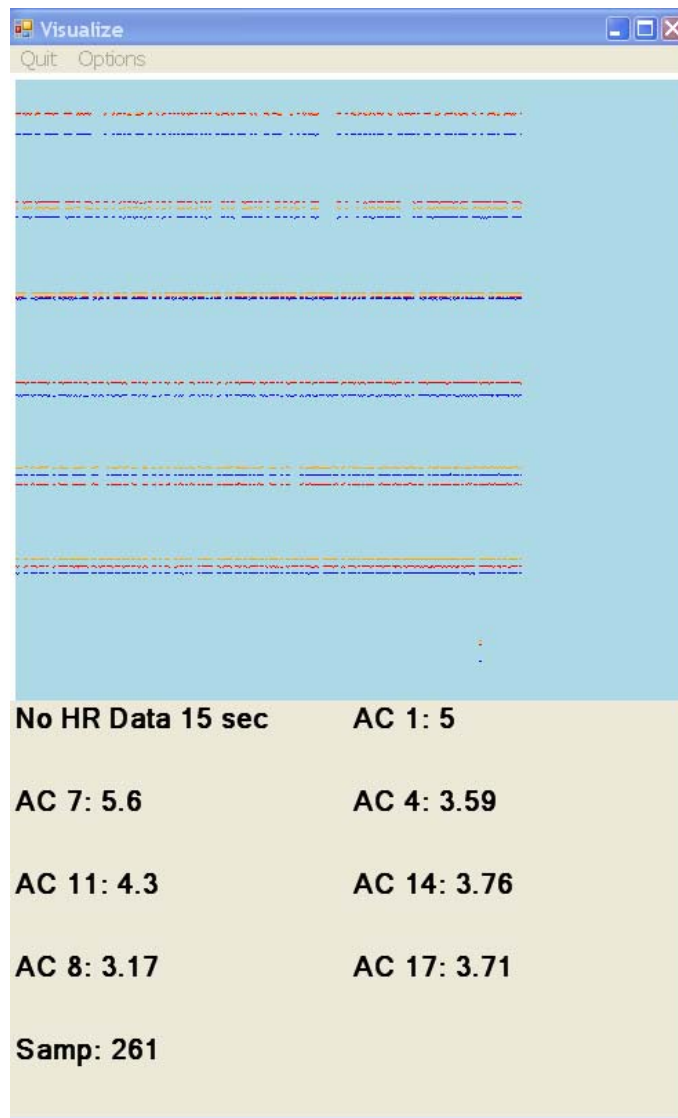 Visualize
Quit Options
No HR Data 15 sec AC 1: 5
AC 7: 5.6 AC 4: 3.59
AC 11: 4.3 AC 14: 3.76
AC 8: 3.17 AC 17: 3.71
Samp: 261